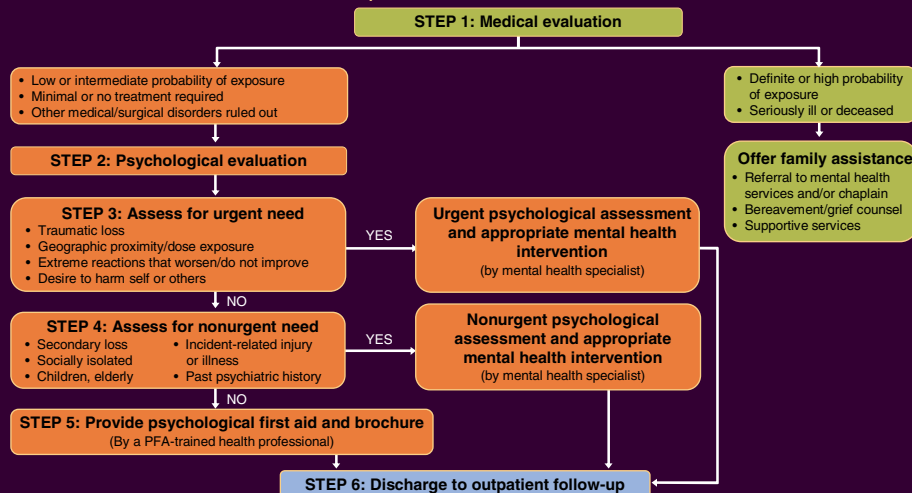 STEP 1: Medical evaluation
• Low or intermediate probability of exposure
• Minimal or no treatment required
• Other medical/surgical disorders ruled out
• Definite or high probability
of exposure
• Seriously ill or deceased
STEP 2: Psychological evaluation
Offer family assistance
• Referral to mental health
services and/or chaplain
• Bereavement/grief counsel
• Supportive services
STEP 3: Assess for urgent need
• Traumatic loss
• Geographic proximity/dose exposure
• Extreme reactions that worsen/do not improve
• Desire to harm self or others
YES
Urgent psychological assessment
and appropriate mental health
intervention
(by mental health specialist)
NO
STEP 4: Assess for nonurgent need
• Secondary loss
• Socially isolated
• Children, elderly
• Incident-related injury
or illness
• Past psychiatric history
YES
Nonurgent psychological
assessment and appropriate
mental health intervention
(by mental health specialist)
NO
STEP 5: Provide psychological first aid and brochure
(By a PFA-trained health professional)
STEP 6: Discharge to outpatient follow-up